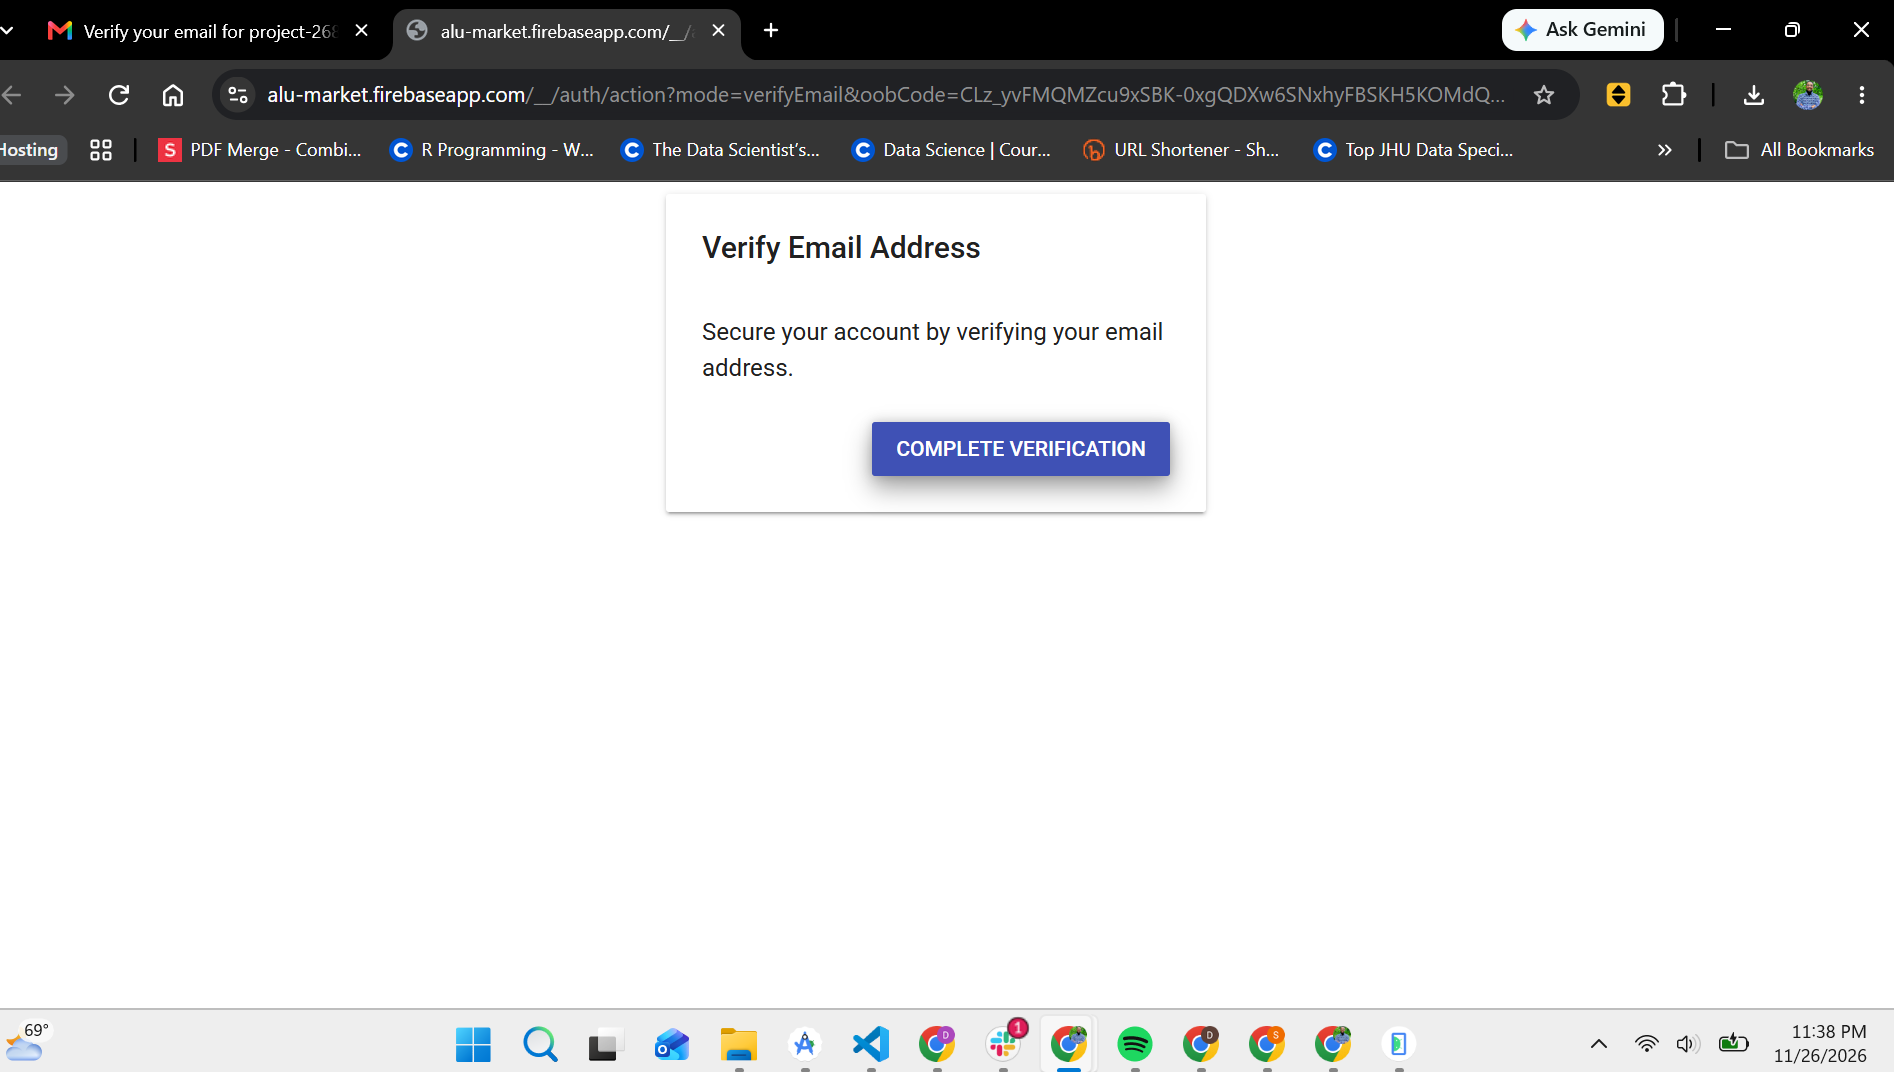 Verify your email for project-268
alu-market.firebaseapp.com/__/a
Ask Gemini
alu-market.firebaseapp.com/__/auth/action?mode=verifyEmail&oobCode=CLz_yvFMQMZcu9xSBK-0xgQDXw6SNxhyFBSKH5KOMdQ...
Hosting
S PDF Merge - Combi...
C R Programming - W...
C The Data Scientist's...
C Data Science | Cour...
URL Shortener - Sh...
C Top JHU Data Speci...
All Bookmarks
Verify Email Address
Secure your account by verifying your email
address.
COMPLETE VERIFICATION
69°
D
1
D
S
11:38 PM
11/26/2026